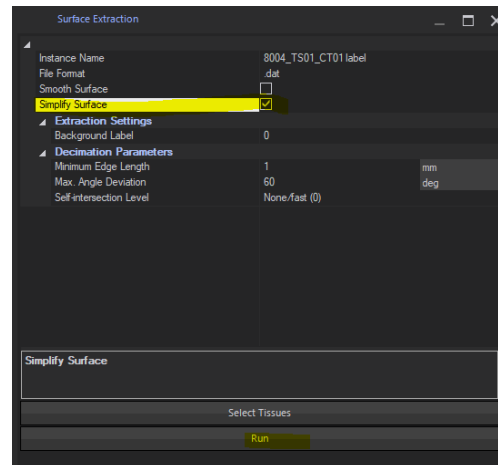 Surface Extraction
Instance Name 8004_TS01_CT01label
File Format .dat
Smooth Surface
Simplify Surface
Extraction Settings
Background Label 0
Decimation Parameters
Minimum Edge Length 1 mm
Max. Angle Deviation 60 deg
Self-intersection Level None/fast (0)
Simplify Surface
Select Tissues
Run